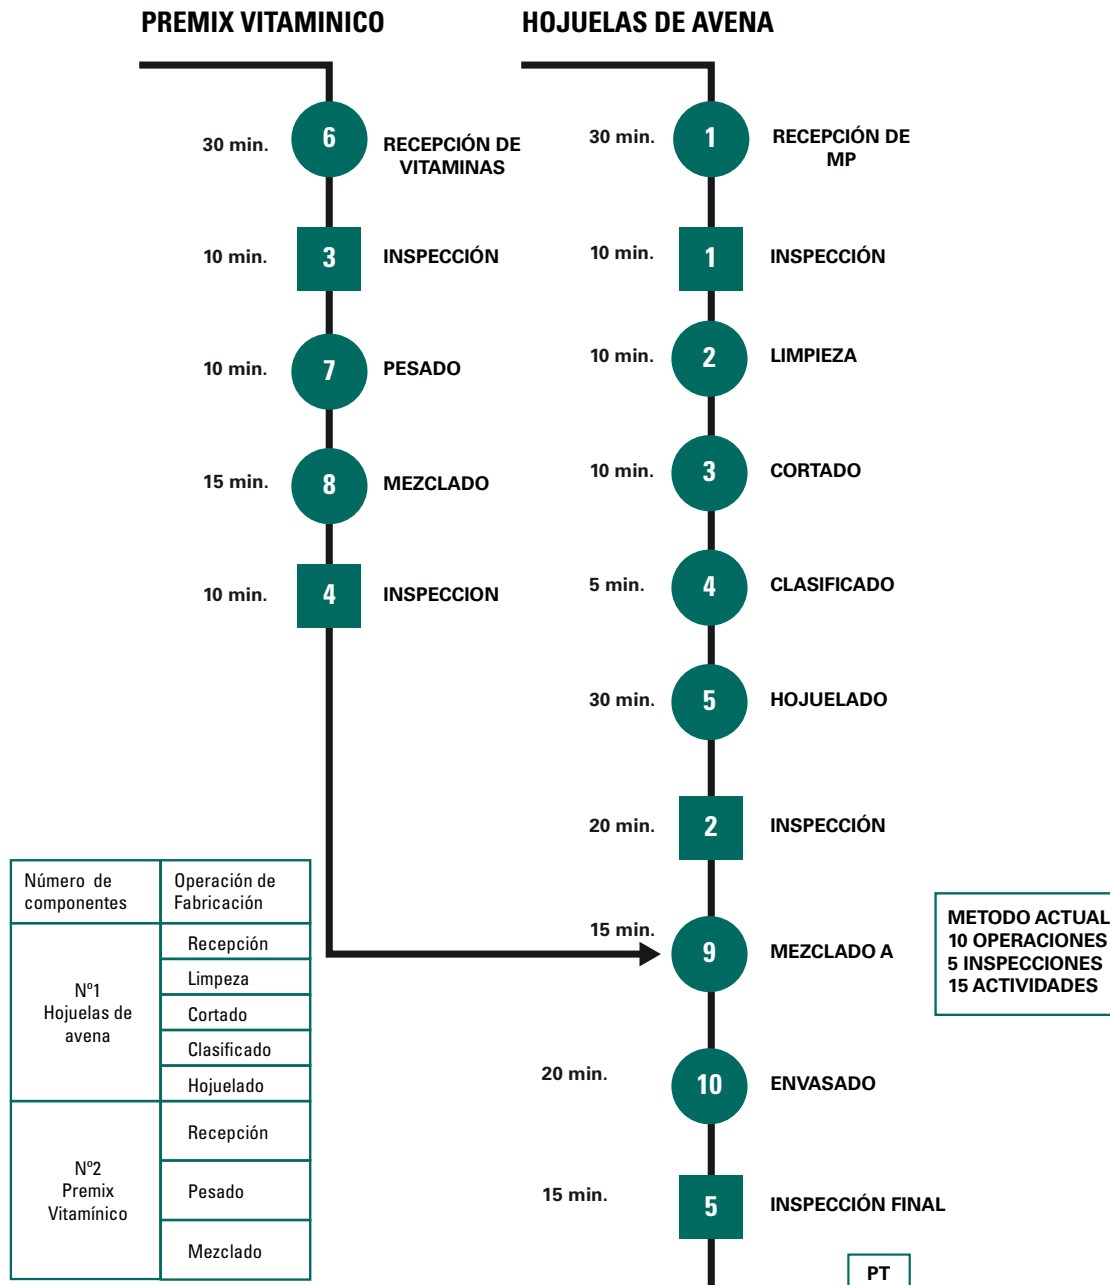 PREMIX VITAMINICO
HOJUELAS DE AVENA
30 min.
6
RECEPCIÓN DE
VITAMINAS
30 min.
1
RECEPCIÓN DE
MP
10 min.
3
INSPECCIÓN
10 min.
1
INSPECCIÓN
10 min.
7
PESADO
10 min.
2
LIMPIEZA
15 min.
8
MEZCLADO
10 min.
3
CORTADO
10 min.
4
INSPECCION
5 min.
4
CLASIFICADO
30 min.
5
HOJUELADO
20 min.
2
INSPECCIÓN
15 min.
9
MEZCLADO A
20 min.
10
ENVASADO
15 min.
5
INSPECCIÓN FINAL
PT
METODO ACTUAL
10 OPERACIONES
5 INSPECCIONES
15 ACTIVIDADES
Número de
componentes
Operación de
Fabricación
Nº1
Hojuelas de
avena
Recepción
Limpeza
Cortado
Clasificado
Hojuelado
Nº2
Premix
Vitamínico
Recepción
Pesado
Mezclado